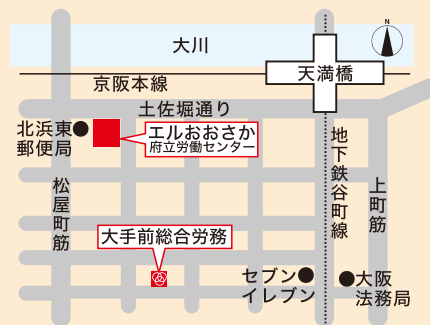 大川
N
天満橋
京阪本線
土佐堀通り
北浜東
郵便局
エルおおさか
府立労働センター
地下鉄谷町線
松屋町筋
上町筋
大手前総合労務
セブン
イレブン
大阪
法務局